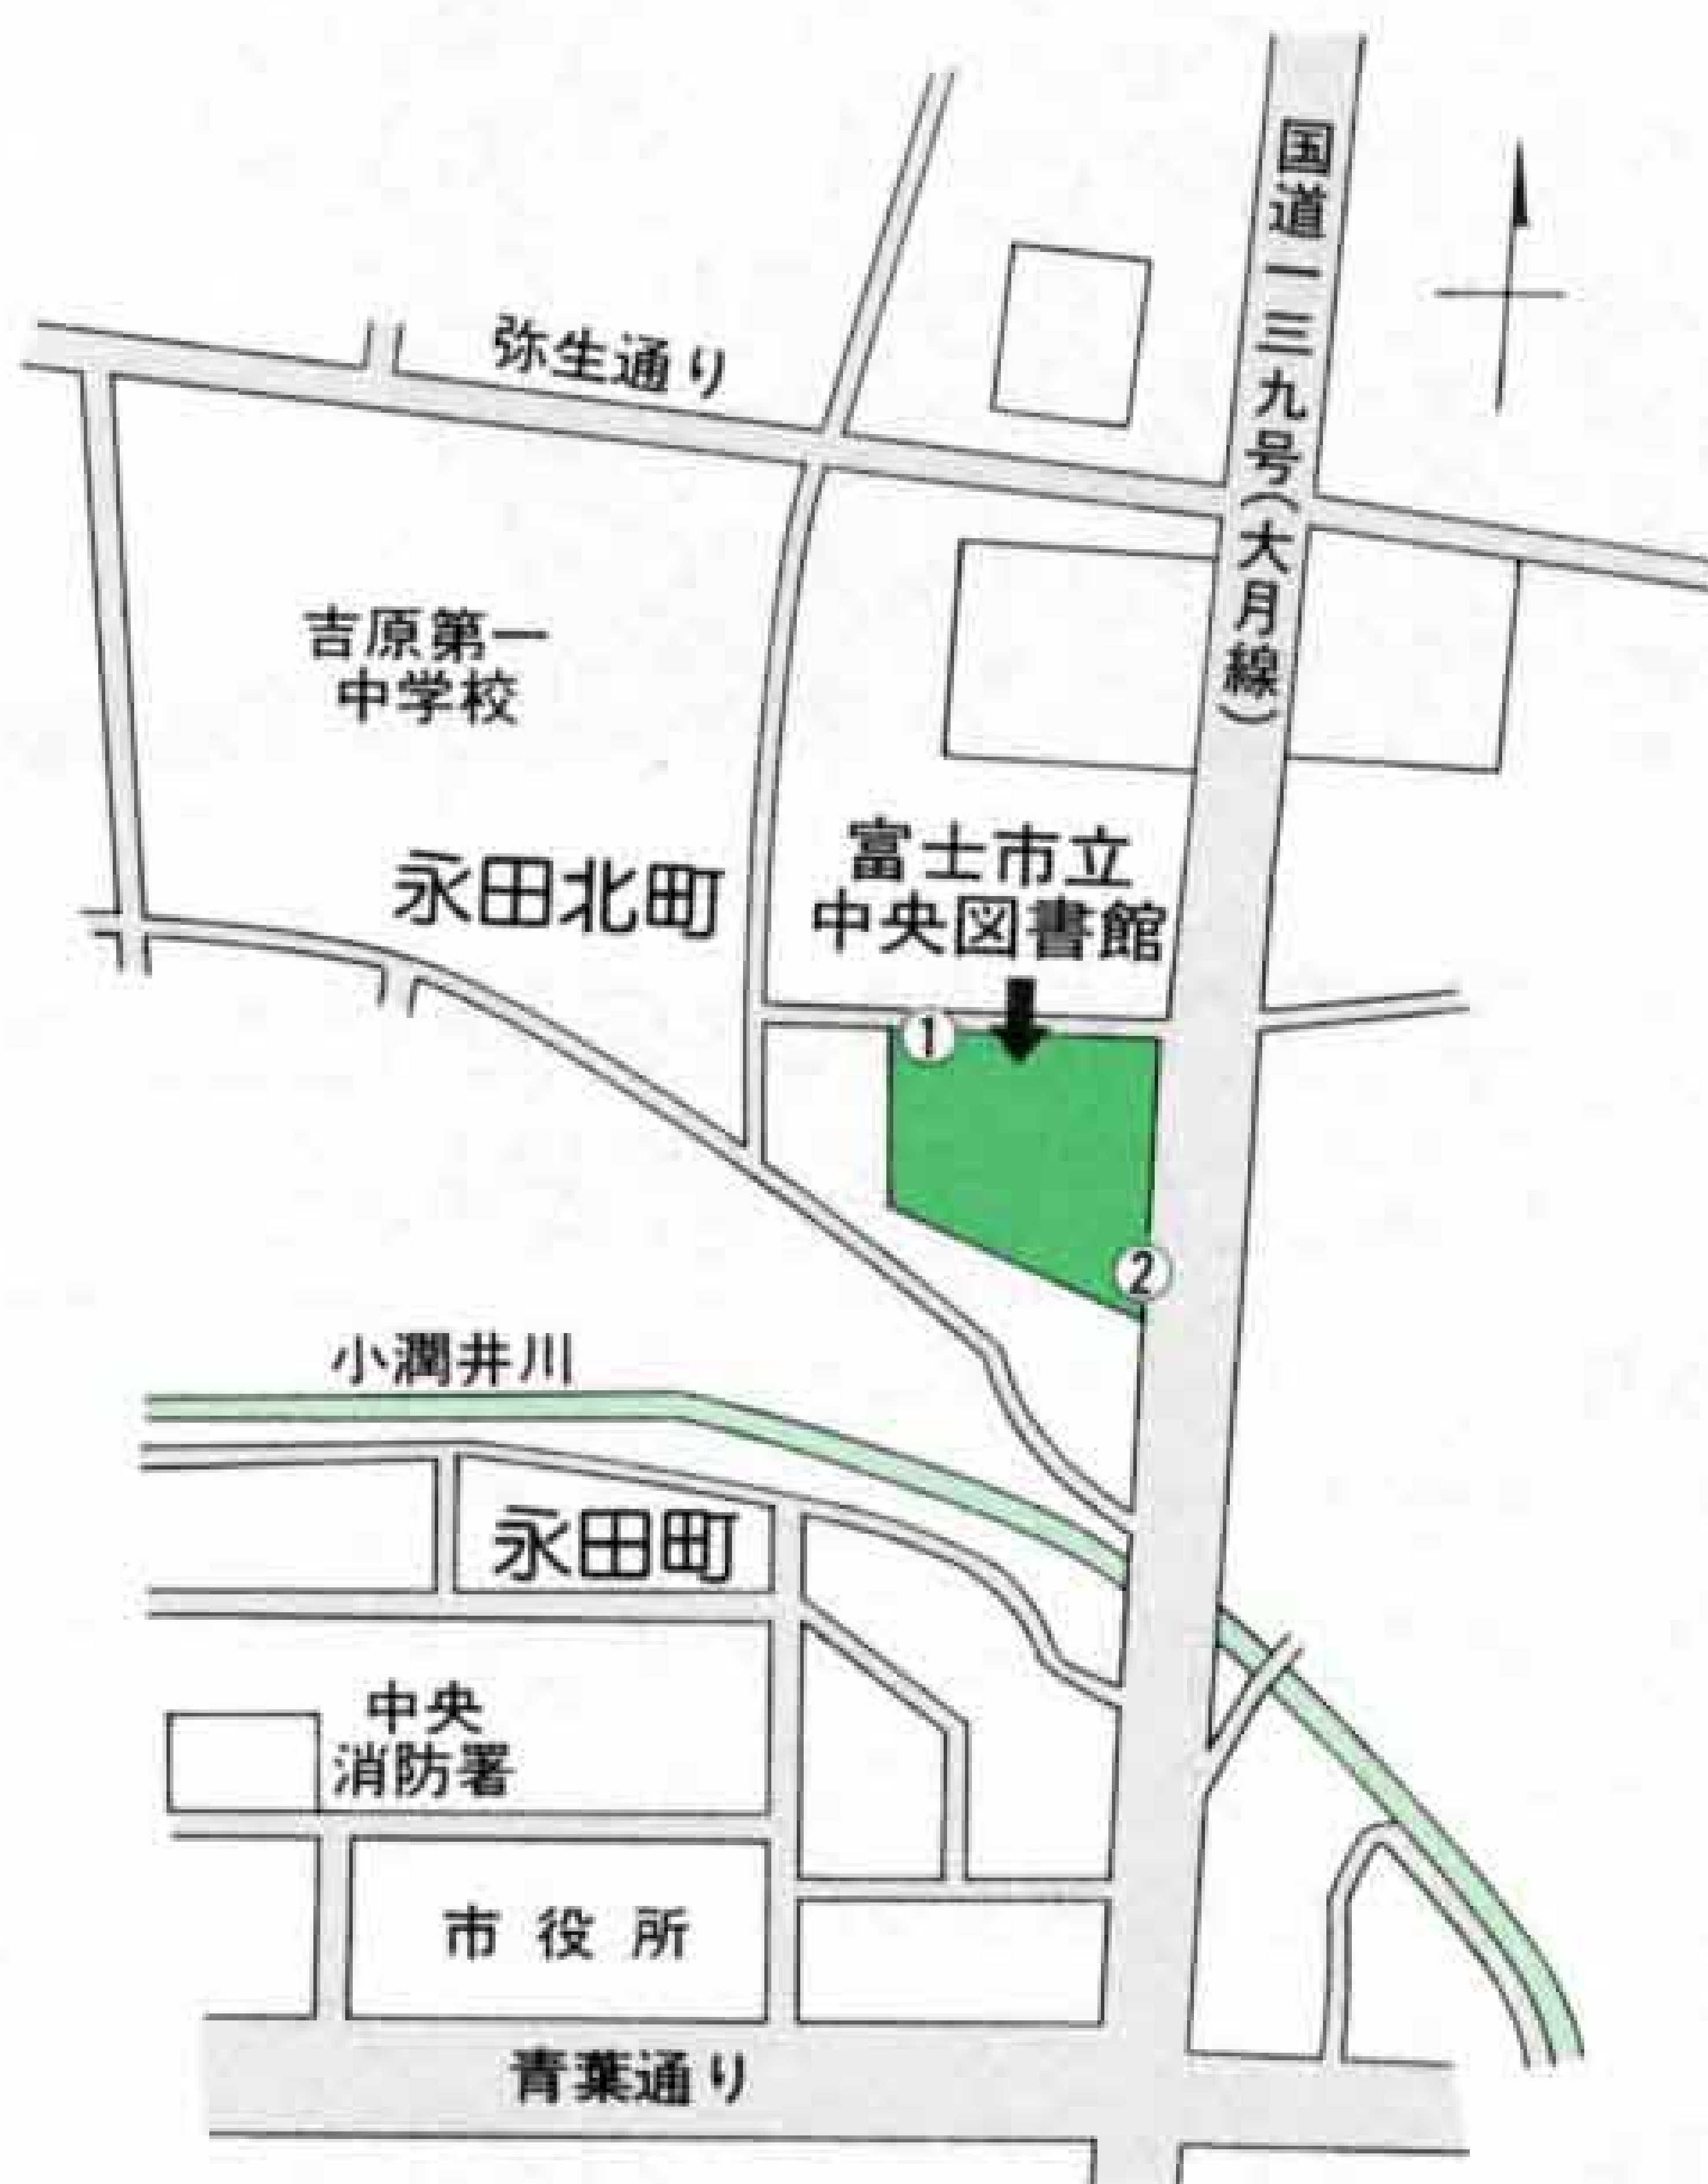 国道一三九号(大月線)
弥生通り
吉原第一
中学校
永田北町
富士市立
中央図書館
1
2
小潤井川
永田町
中央
消防署
市役所
青葉通り